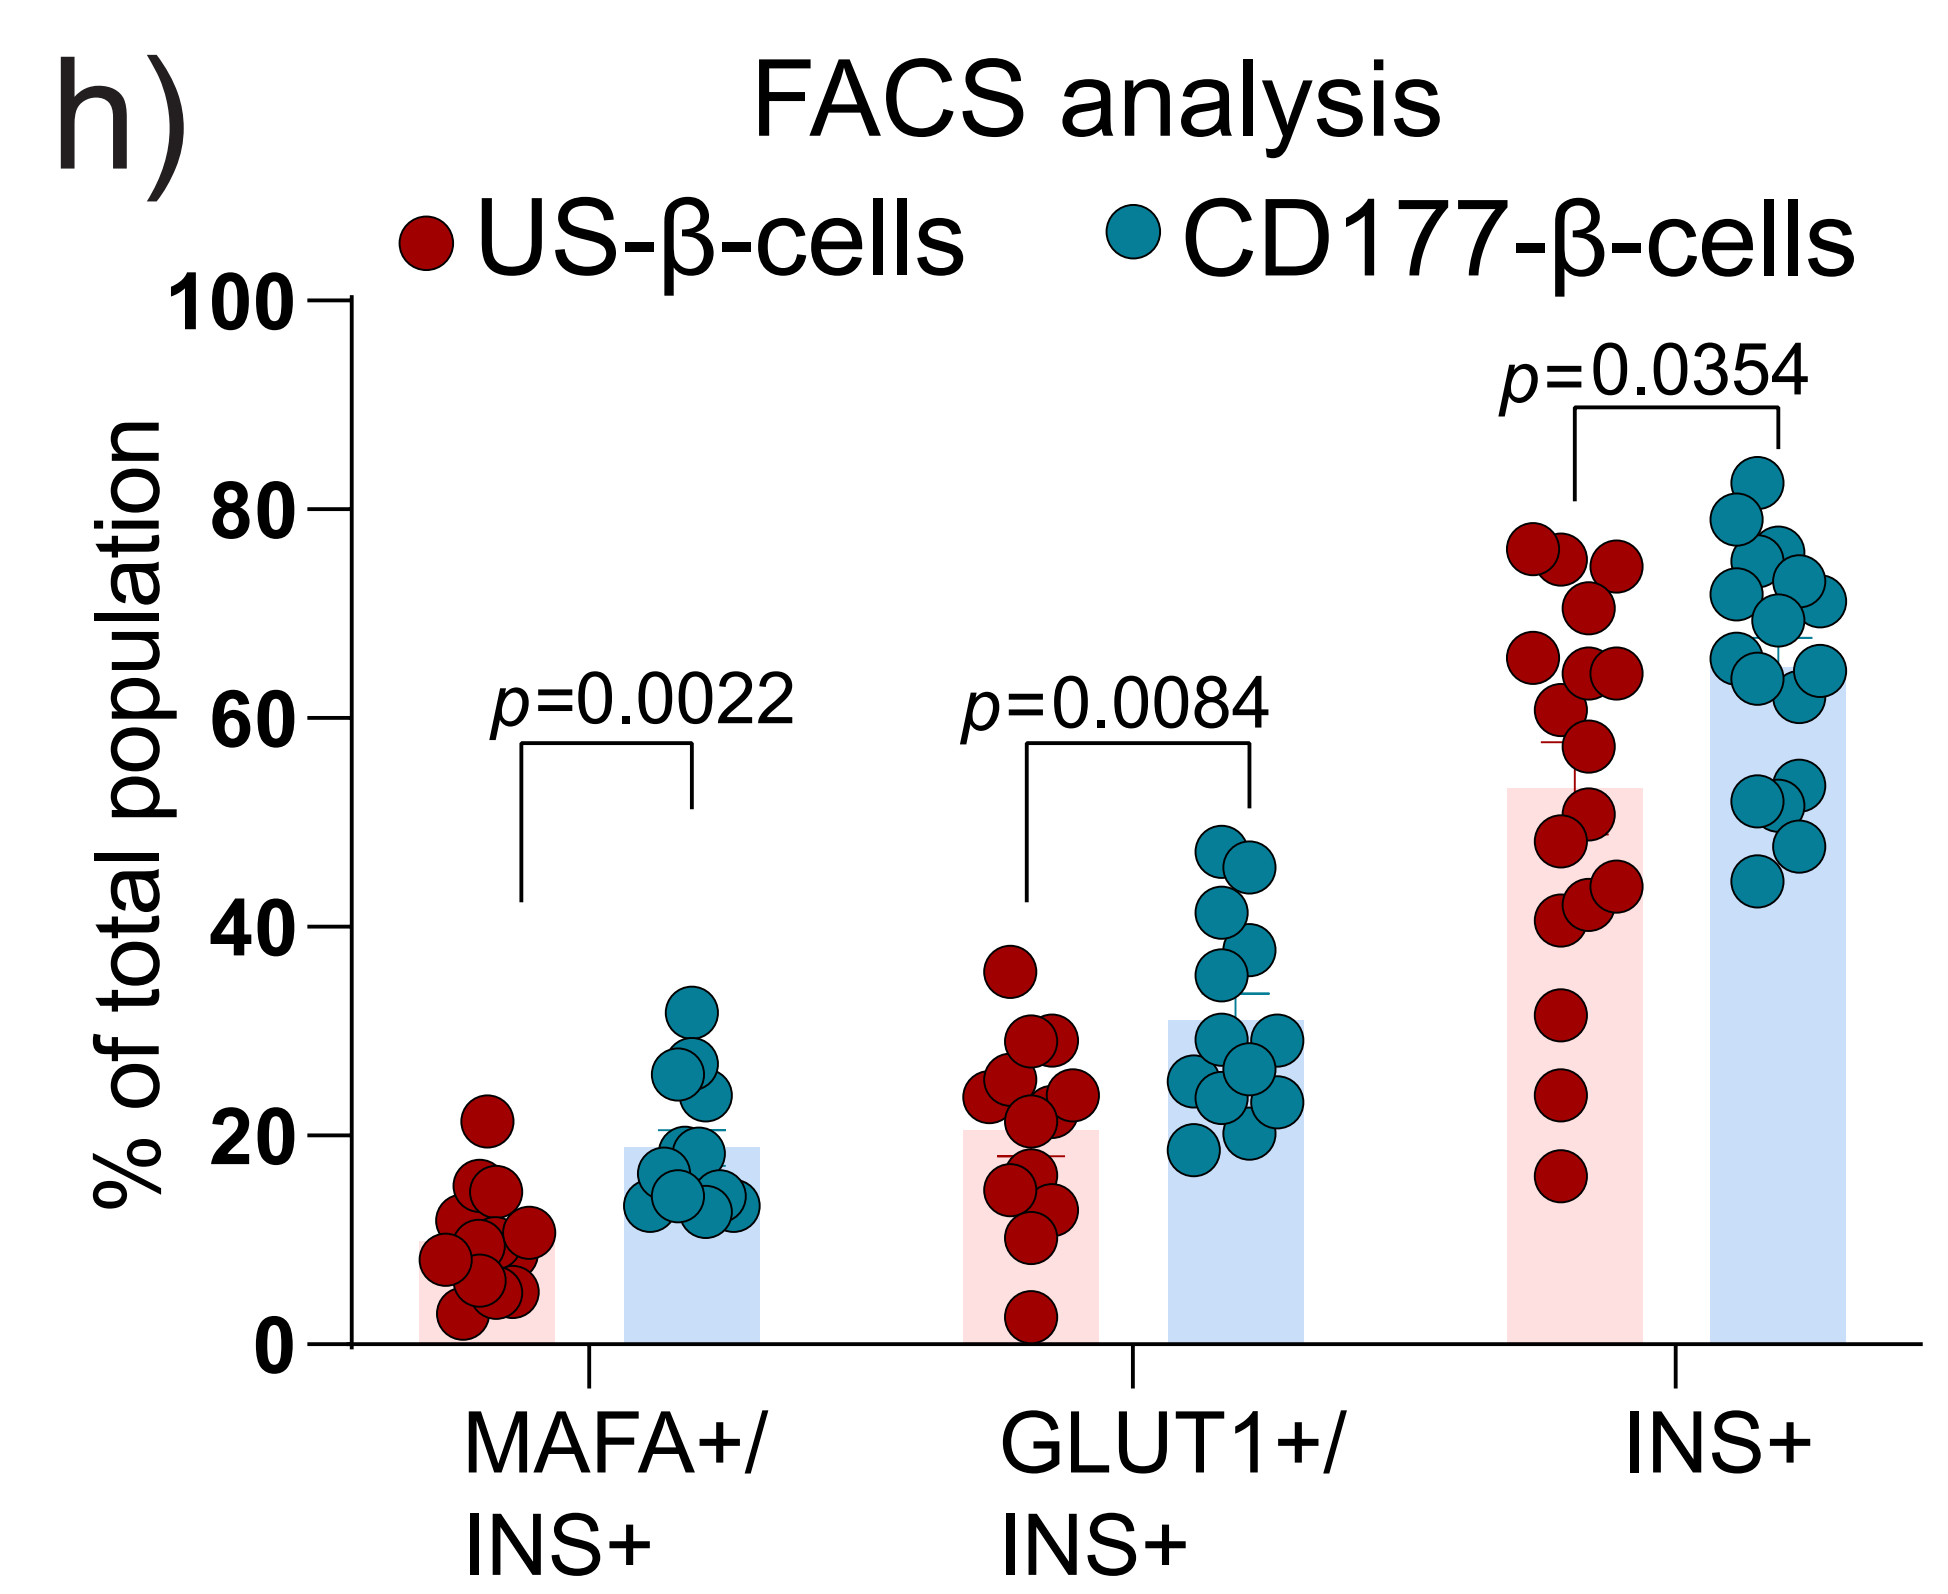 h)
FACS analysis
US-β-cells CD177-β-cells
100
80
60
40
20
0
% of total population
p=0.0022
p=0.0084
p=0.0354
MAFA+/
INS+
GLUT1+/
INS+
INS+